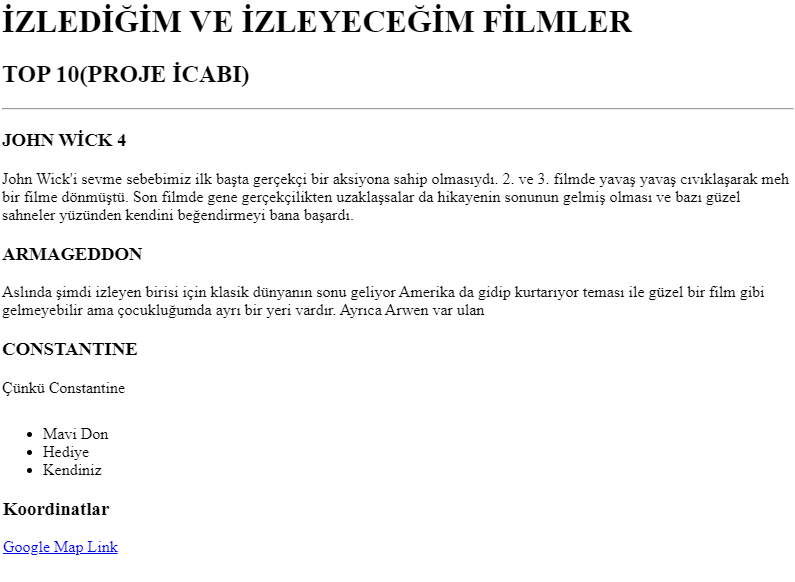 İZLEDİĞİM VE İZLEYECEĞİM FİLMLER
TOP 10(PROJE İCABI)
JOHN WİCK 4
John Wick'i sevme sebebimiz ilk başta gerçekçi bir aksiyona sahip olmasıydı. 2. ve 3. filmde yavaş yavaş cıvıklaşarak meh
bir filme dönmüştü. Son filmde gene gerçekçilikten uzaklaşsalar da hikayenin sonunun gelmiş olması ve bazı güzel
sahneler yüzünden kendini beğendirmeyi bana başardı.
ARMAGEDDON
Aslında şimdi izleyen birisi için klasik dünyanın sonu geliyor Amerika da gidip kurtarıyor teması ile güzel bir film gibi
gelmeyebilir ama çocukluğumda ayrı bir yeri vardır. Ayrıca Arwen var ulan
CONSTANTINE
Çünkü Constantine
Mavi Don
Hediye
Kendiniz
Koordinatlar
Google Map Link